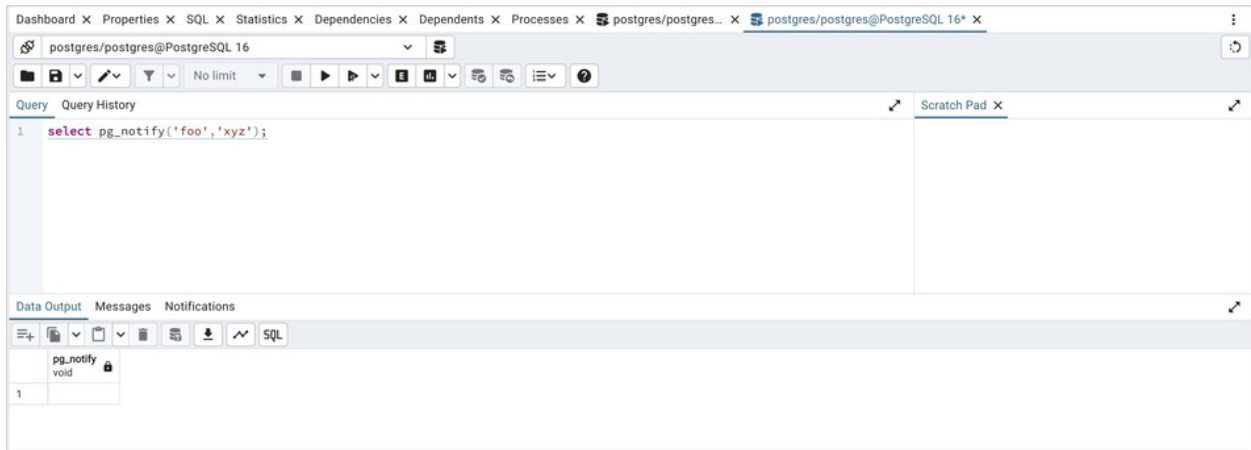 Dashboard X Properties X SQL X Statistics X Dependencies X Dependents X Processes X postgres/postgres... X postgres/postgres@PostgreSQL 16* X
postgres/postgres@PostgreSQL 16
No limit E
Query Query History Scratch Pad X
1 select pg_notify('foo','xyz');
Data Output Messages Notifications
SQL
pg_notify
void
1